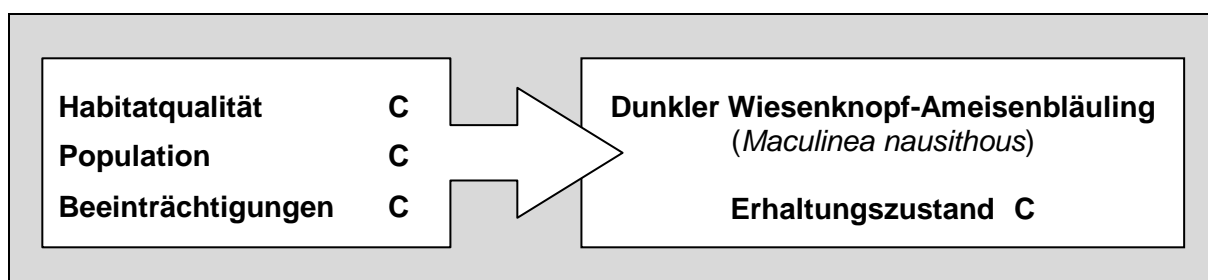 Habitatqualität C
Population C
Beeinträchtigungen C
Dunkler Wiesenknopf-Ameisenbläuling
(Maculinea nausithous)
Erhaltungszustand C